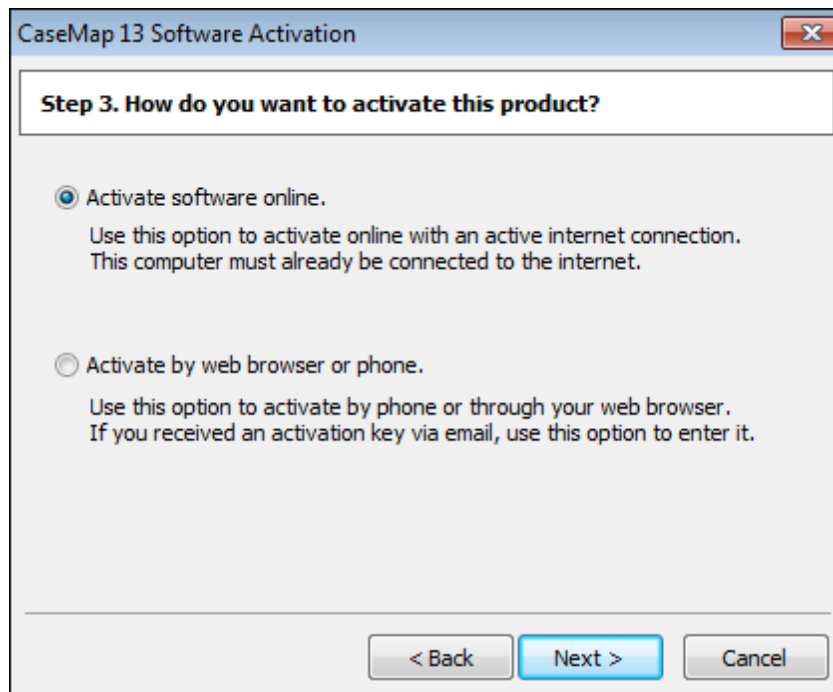 CaseMap 13 Software Activation
Step 3. How do you want to activate this product?
Activate software online.
Use this option to activate online with an active internet connection.
This computer must already be connected to the internet.
Activate by web browser or phone.
Use this option to activate by phone or through your web browser.
If you received an activation key via email, use this option to enter it.
< Back Next > Cancel